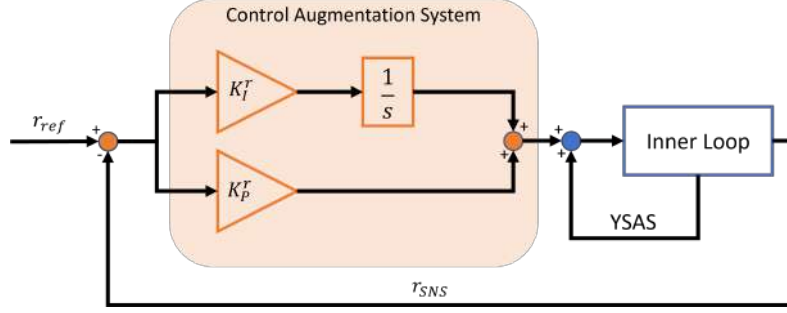 Control Augmentation System
K_I^r
1/s
r_ref
+
-
+
+
+
+
Inner Loop
K_P^r
YSAS
r_SNS